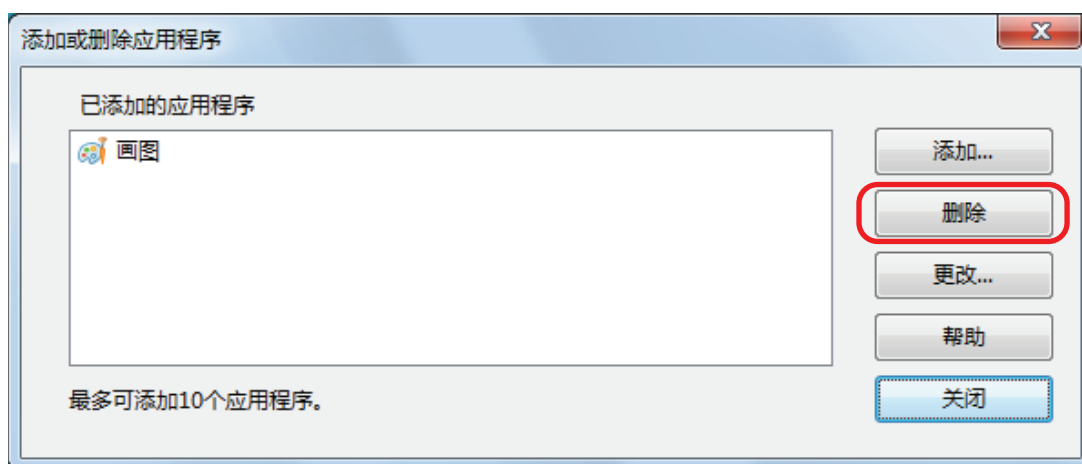 添加或删除应用程序
已添加的应用程序
画图
添加...
删除
更改...
帮助
关闭
最多可添加10个应用程序。